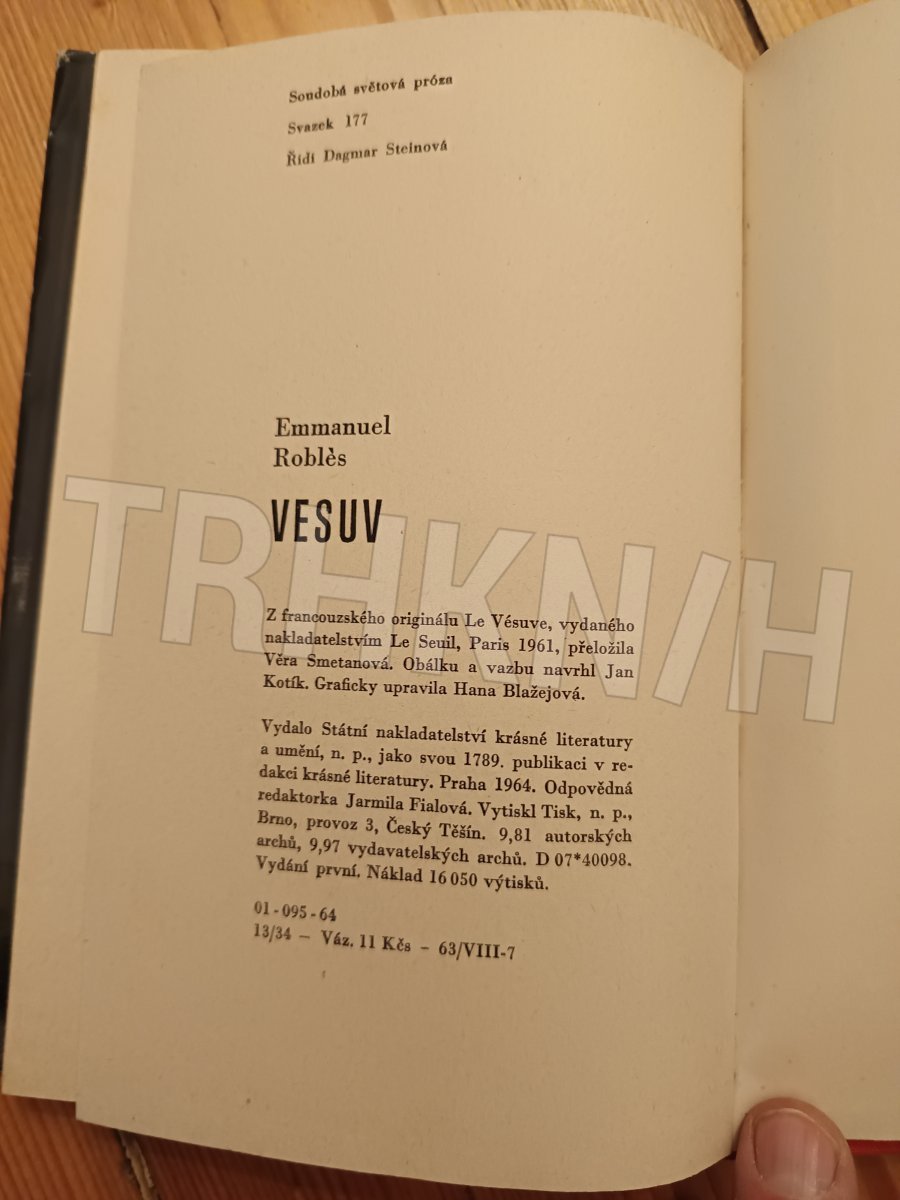 Soudobá světová próza
Svazek 177
Řídí Dagmar Steinová
Emmanuel
Roblès
VESUV
Z francouzského originálu Le Vésuve, vydaného
nakladatelstvím Le Seuil, Paris 1961, přeložila
Věra Smetanová. Obálku a vazbu navrhl Jan
Kotík. Graficky upravila Hana Blažejová.
Vydalo Státní nakladatelství krásné literatury
a umění, n. p., jako svou 1789. publikaci v re-
dakci krásné literatury. Praha 1964. Odpovědná
redaktorka Jarmila Fialová. Vytiskl Tisk, n. p.,
Brno, provoz 3, Český Těšín. 9,81 autorských
archů, 9,97 vydavatelských archů. D 07*40098.
Vydání první. Náklad 16 050 výtisků.
01 - 095 - 64
13/34 — Váz. 11 Kčs — 63/VIII-7
TRHKN/H